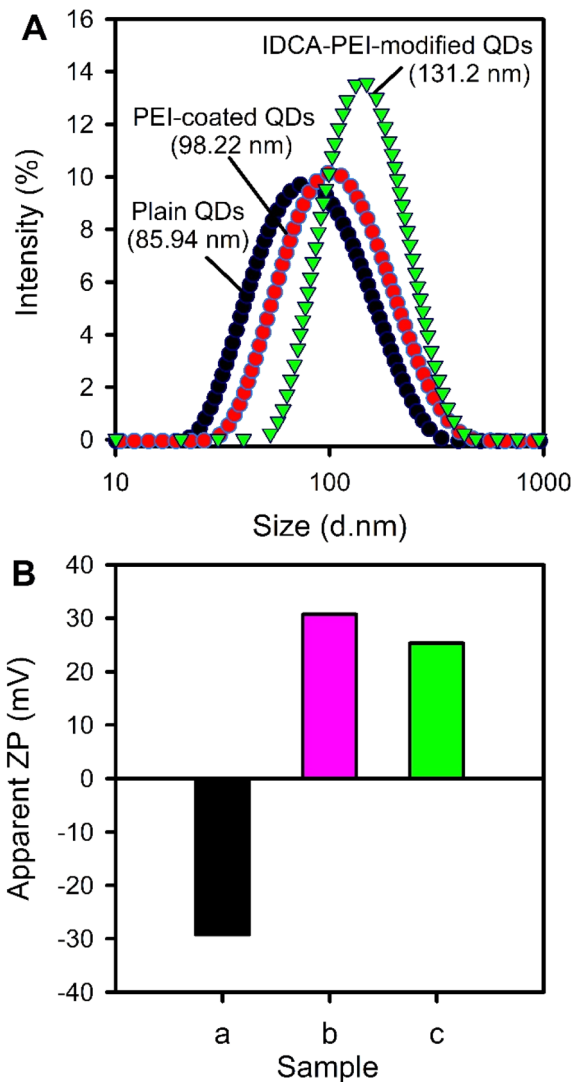 A
16
14
12
10
8
6
4
2
0
Intensity (%)
IDCA-PEI-modified QDs
(131.2 nm)
PEI-coated QDs
(98.22 nm)
Plain QDs
(85.94 nm)
10 100 1000
Size (d.nm)
B
40
30
20
10
0
-10
-20
-30
-40
Apparent ZP (mV)
a b c
Sample